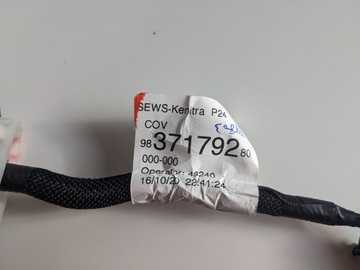 SEWS-Kenitra P24
COV
98 371792 80
000-000
Operator: 48240
16/10/20 22:41:24